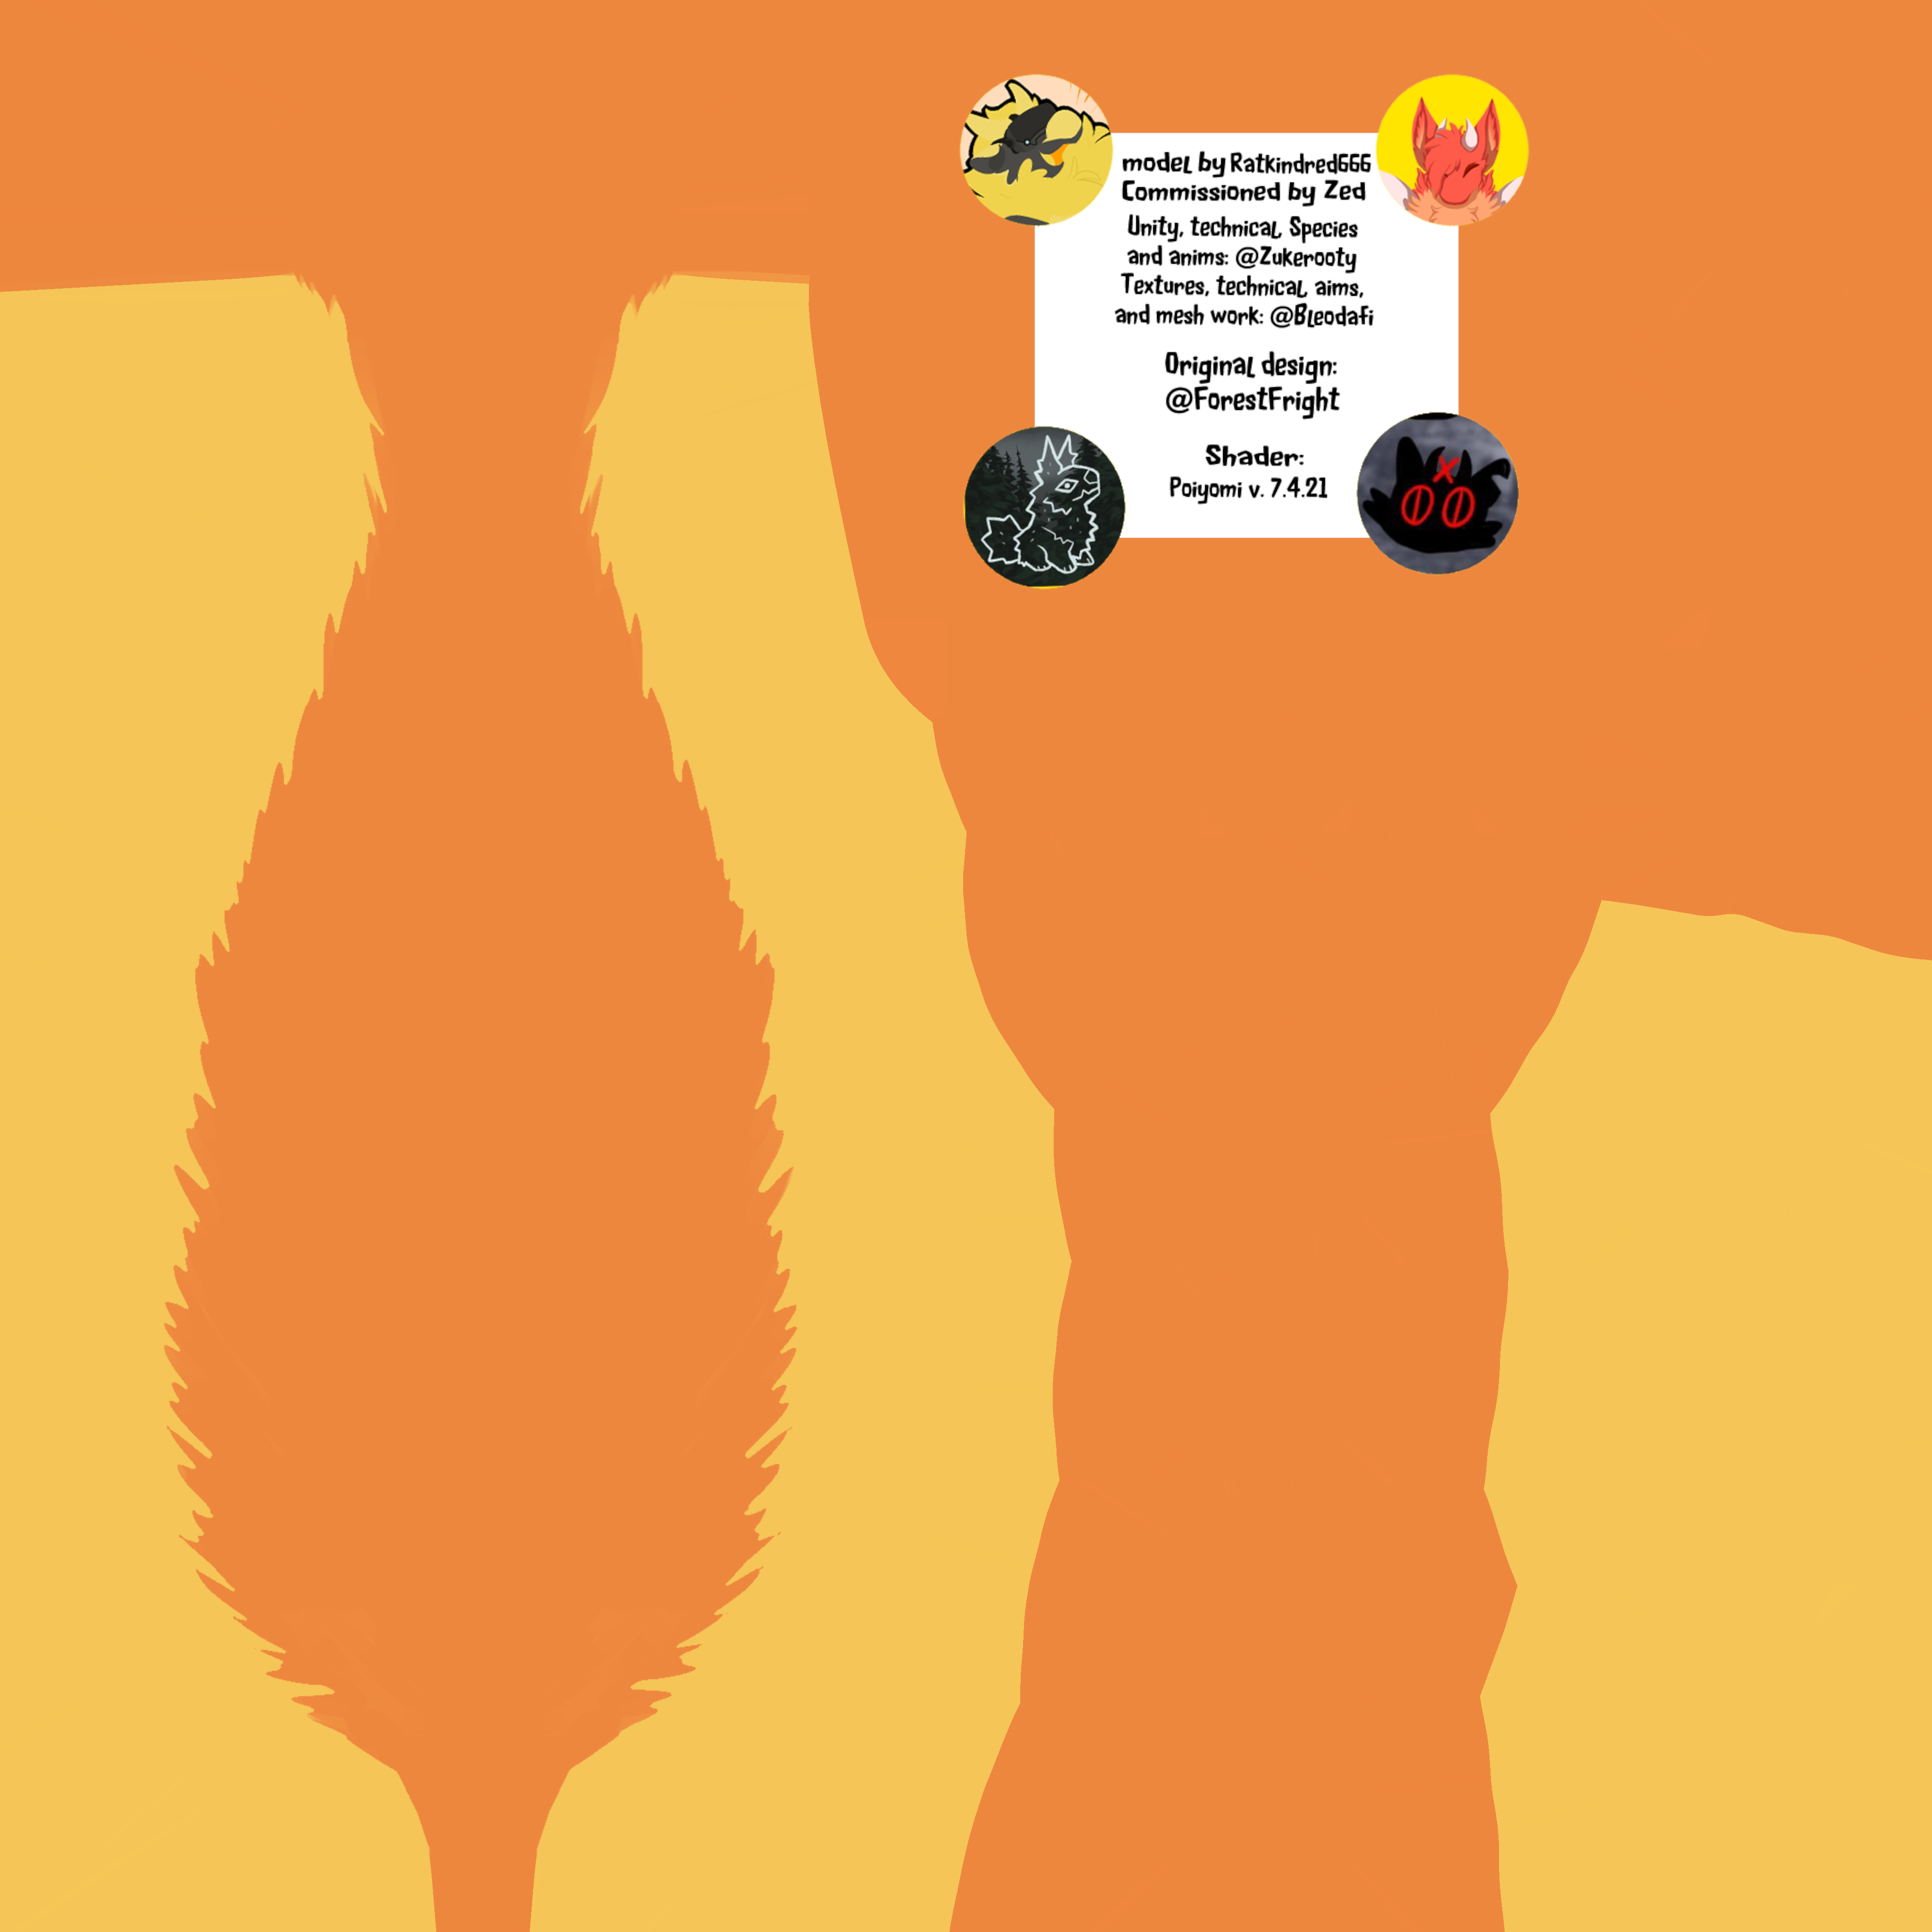 model by Ratkindred666
Commissioned by Zed
Unity, technical, Species
and anims: @Zukerooty
Textures, technical aims,
and mesh work: @Bleodafi
Original design:
@ForestFright
Shader:
Poiyomi v. 7.4.21